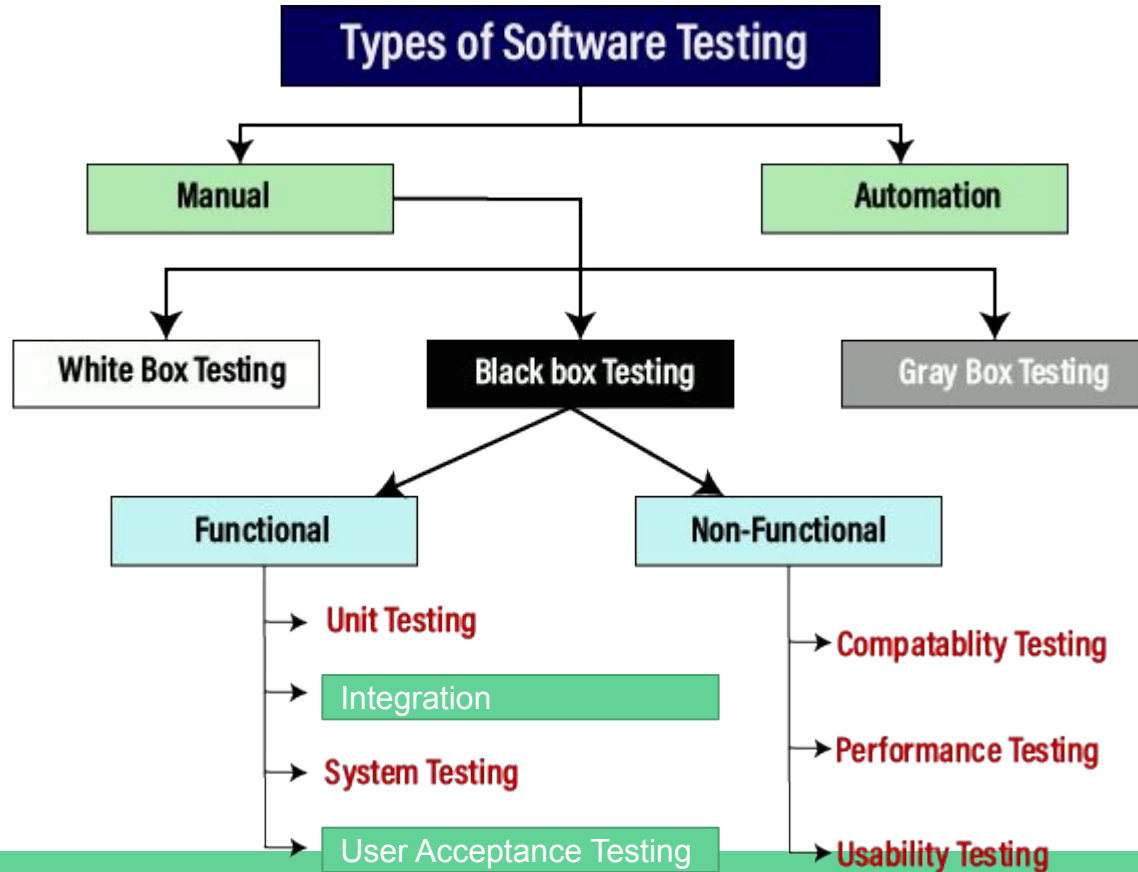 Types of Software Testing
Manual
Automation
White Box Testing
Black box Testing
Gray Box Testing
Functional
Non-Functional
Unit Testing
Integration
System Testing
User Acceptance Testing
Compatablity Testing
Performance Testing
Usability Testing